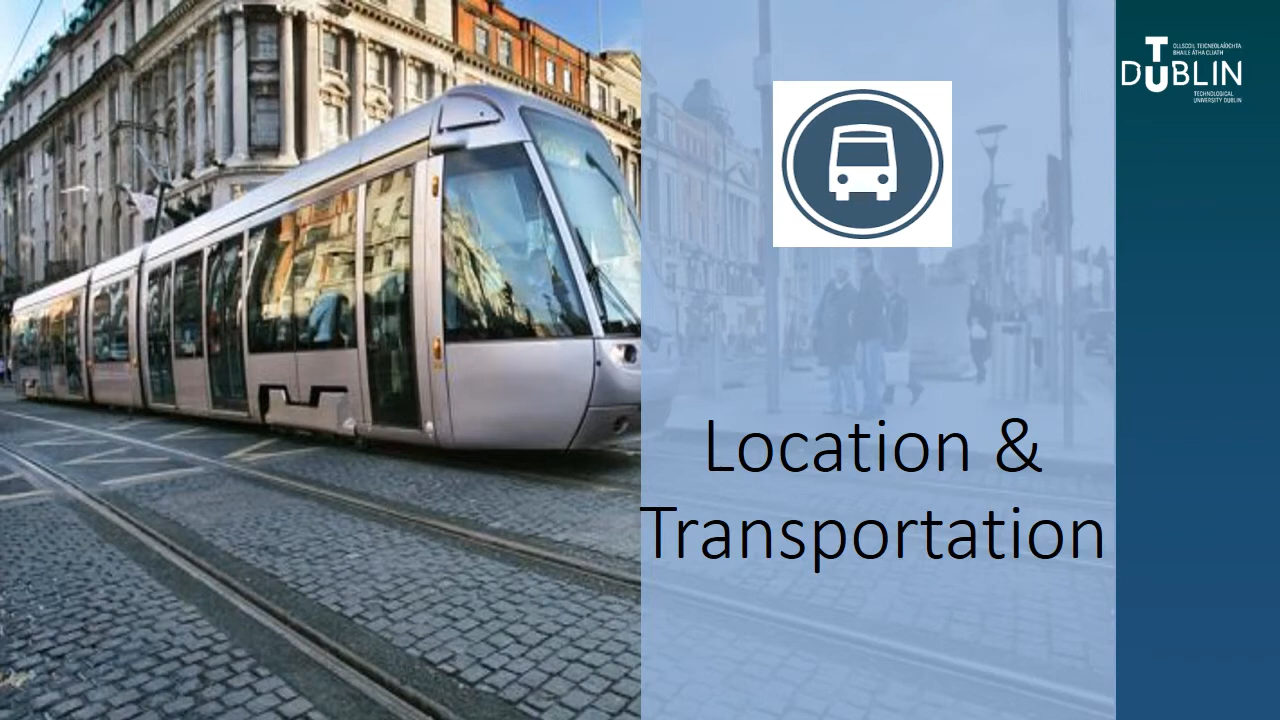 OLLSCOIL TEICNEOLAÍOCHTA
BHAILE ÁTHA CLIATH
TU DUBLIN
TECHNOLOGICAL
UNIVERSITY DUBLIN
Location &
Transportation